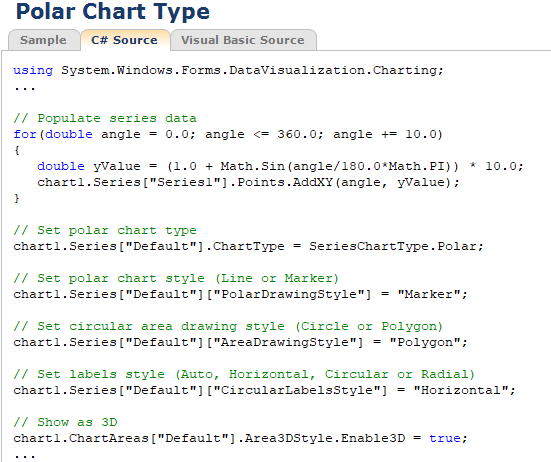 Polar Chart Type
Sample C# Source Visual Basic Source
using System.Windows.Forms.DataVisualization.Charting;
...
// Populate series data
for(double angle = 0.0; angle <= 360.0; angle += 10.0)
{
double yValue = (1.0 + Math.Sin(angle/180.0*Math.PI)) * 10.0;
chart1.Series["Series1"].Points.AddXY(angle, yValue);
}
// Set polar chart type
chart1.Series["Default"].ChartType = SeriesChartType.Polar;
// Set polar chart style (Line or Marker)
chart1.Series["Default"]["PolarDrawingStyle"] = "Marker";
// Set circular area drawing style (Circle or Polygon)
chart1.Series["Default"]["AreaDrawingStyle"] = "Polygon";
// Set labels style (Auto, Horizontal, Circular or Radial)
chart1.Series["Default"]["CircularLabelsStyle"] = "Horizontal";
// Show as 3D
chart1.ChartAreas["Default"].Area3DStyle.Enable3D = true;
...